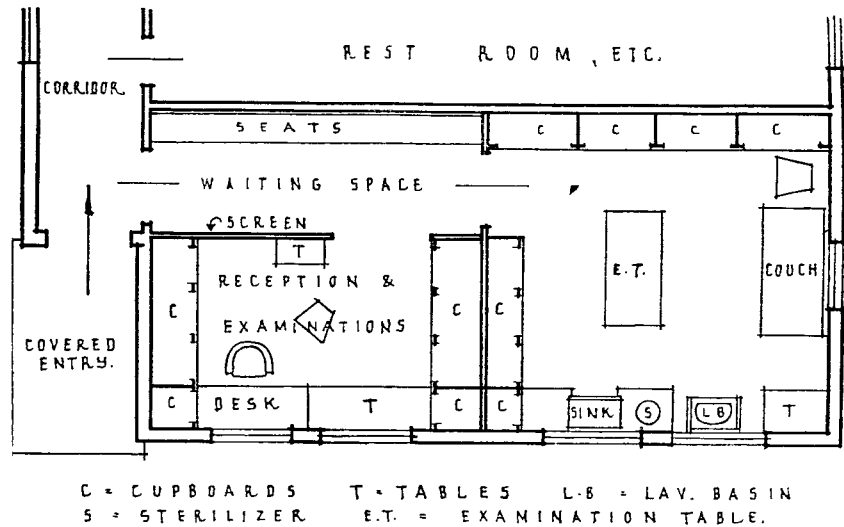 REST ROOM, ETC.
CORRIDOR
SEATS
C C C C
WAITING SPACE
SCREEN
T
RECEPTION &
EXAMINATIONS
C
C
C
E.T.
COUCH
COVERED
ENTRY.
C
DESK
T
C
C
SINK
S
LB
T
C = CUPBOARDS T = TABLES L.B = LAV. BASIN
S = STERILIZER E.T. = EXAMINATION TABLE.